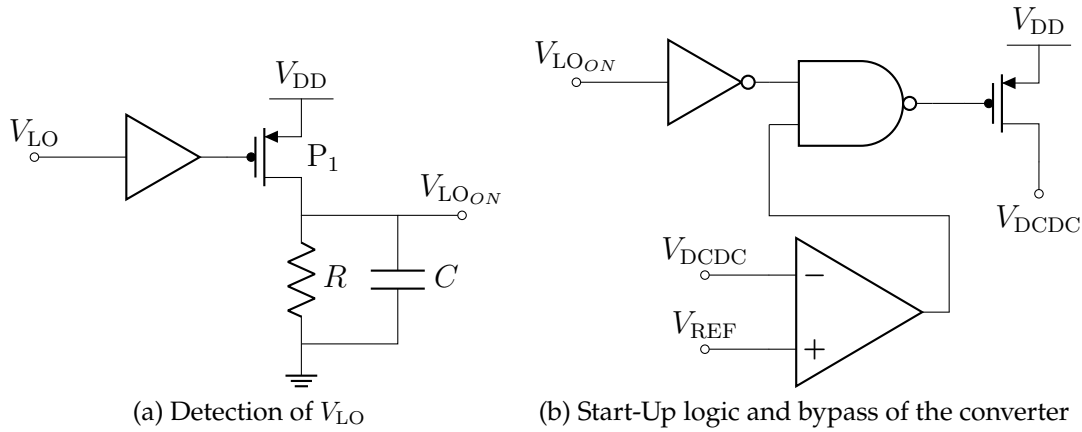 V_DD
V_LO
P_1
V_LO_ON
R
C
(a) Detection of V_LO
V_LO_ON
V_DD
V_DCDC
V_DCDC
−
V_REF
+
(b) Start-Up logic and bypass of the converter